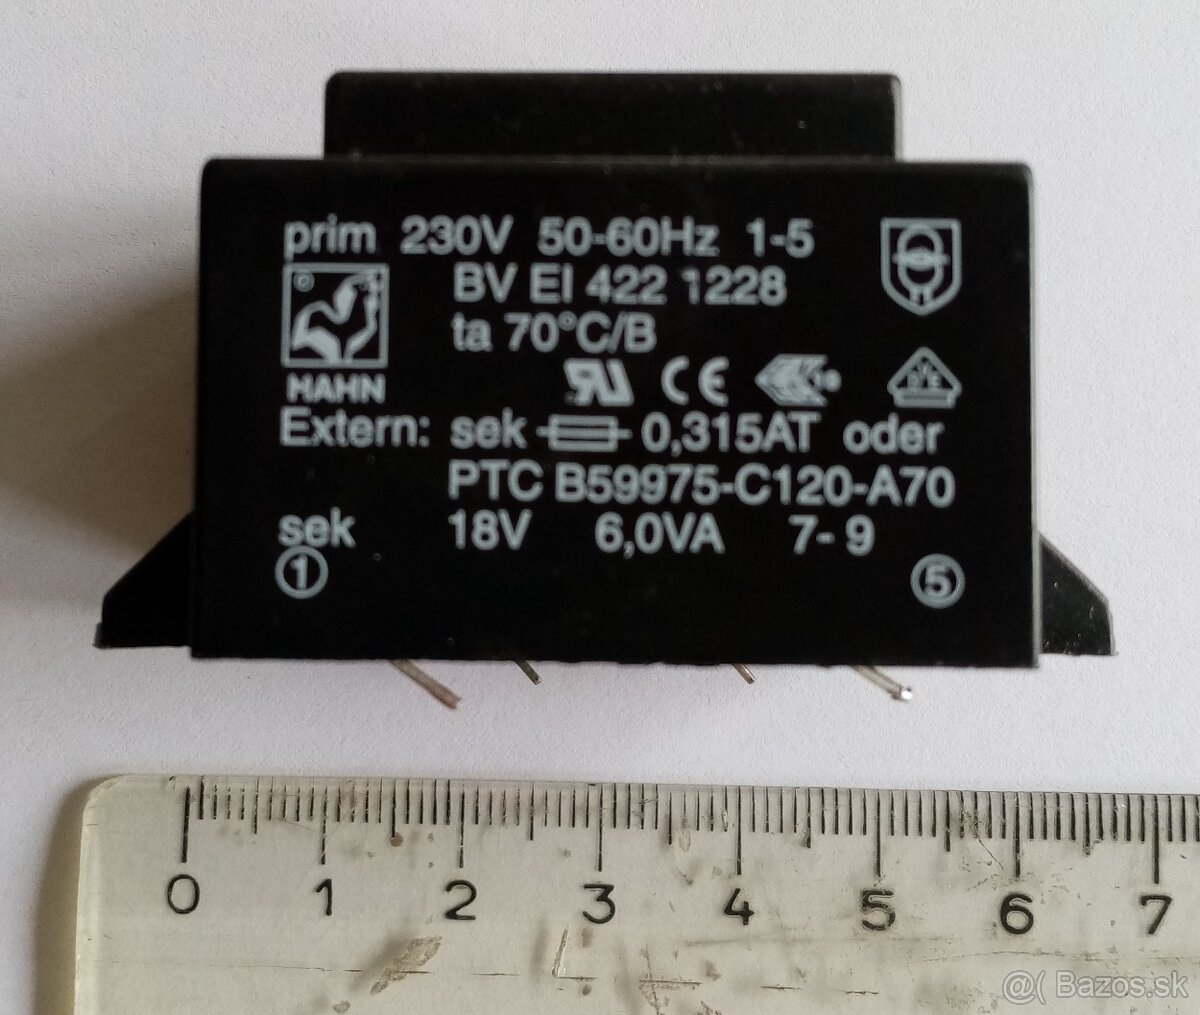 prim 230V 50-60Hz 1-5
BV EI 422 1228
ta 70°C/B
HAHN
CE
Extern: sek 0,315AT oder
PTC B59975-C120-A70
sek 18V 6,0VA 7-9
1 5
0 1 2 3 4 5 6 7
@( Bazos.sk